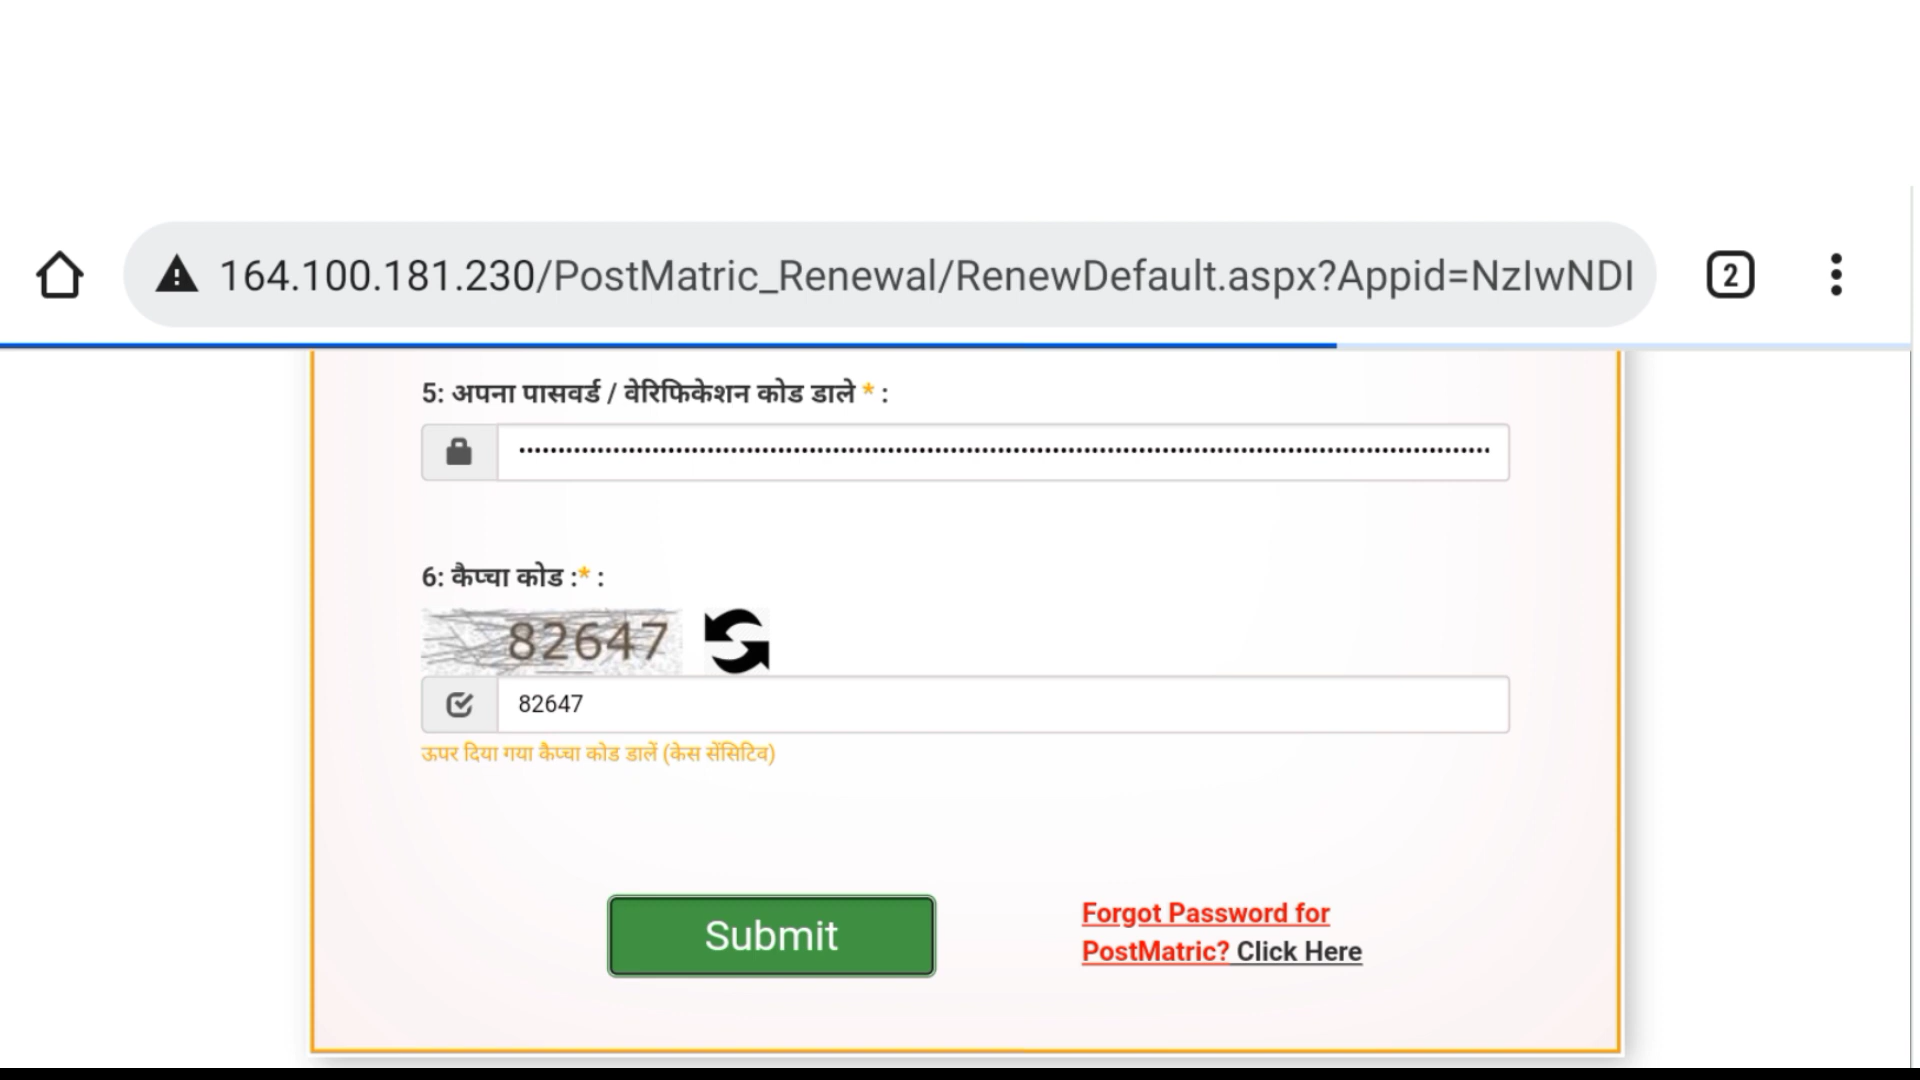 164.100.181.230/PostMatric_Renewal/RenewDefault.aspx?Appid=NzIwNDI
2
5: अपना पासवर्ड / वेरिफिकेशन कोड डाले * :
6: कैप्चा कोड :* :
82647
82647
ऊपर दिया गया कैप्चा कोड डालें (केस सेंसिटिव)
Submit
Forgot Password for
PostMatric? Click Here